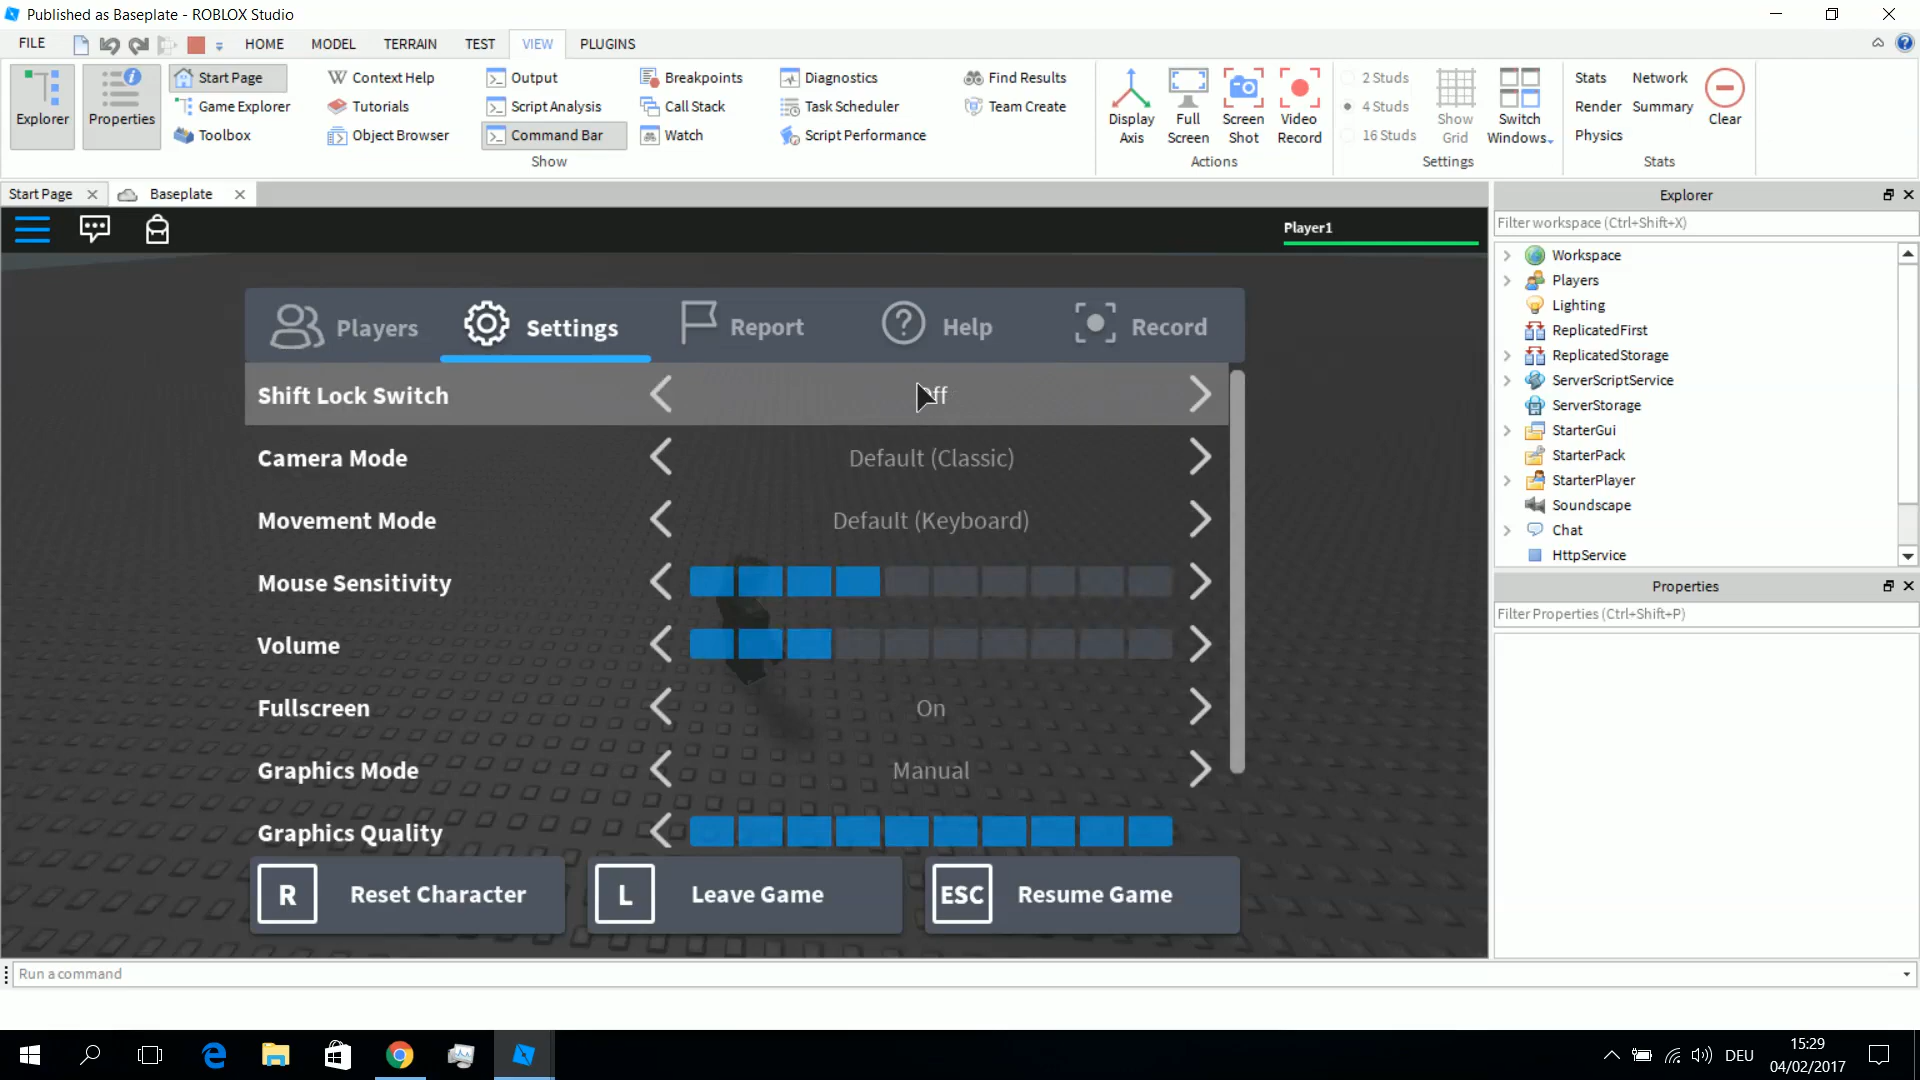 Published as Baseplate - ROBLOX Studio
FILE HOME MODEL TERRAIN TEST VIEW PLUGINS
Explorer
Properties
Start Page
Game Explorer
Toolbox
Context Help
Tutorials
Object Browser
Output
Script Analysis
Command Bar
Breakpoints
Call Stack
Watch
Diagnostics
Task Scheduler
Script Performance
Find Results
Team Create
Show
Display Axis
Full Screen
Screen Shot
Video Record
Actions
2 Studs
4 Studs
16 Studs
Show Grid
Switch Windows
Settings
Stats
Render
Physics
Network
Summary
Clear
Stats
Start Page
Baseplate
Player1
Players
Settings
Report
Help
Record
Shift Lock Switch
Camera Mode Default (Classic)
Movement Mode Default (Keyboard)
Mouse Sensitivity
Volume
Fullscreen On
Graphics Mode Manual
Graphics Quality
R Reset Character
L Leave Game
ESC Resume Game
Explorer
Filter workspace (Ctrl+Shift+X)
Workspace
Players
Lighting
ReplicatedFirst
ReplicatedStorage
ServerScriptService
ServerStorage
StarterGui
StarterPack
StarterPlayer
Soundscape
Chat
HttpService
Properties
Filter Properties (Ctrl+Shift+P)
Run a command
DEU
15:29
04/02/2017